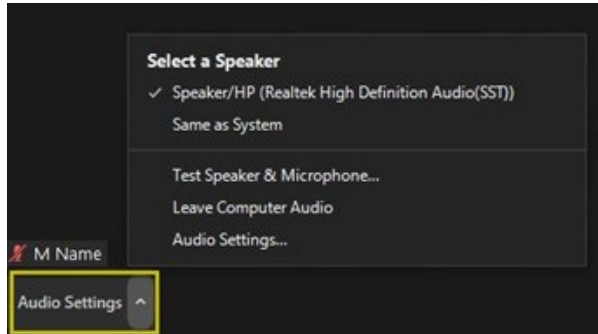 Select a Speaker
✓ Speaker/HP (Realtek High Definition Audio(SST))
Same as System
Test Speaker & Microphone...
Leave Computer Audio
Audio Settings...
M Name
Audio Settings